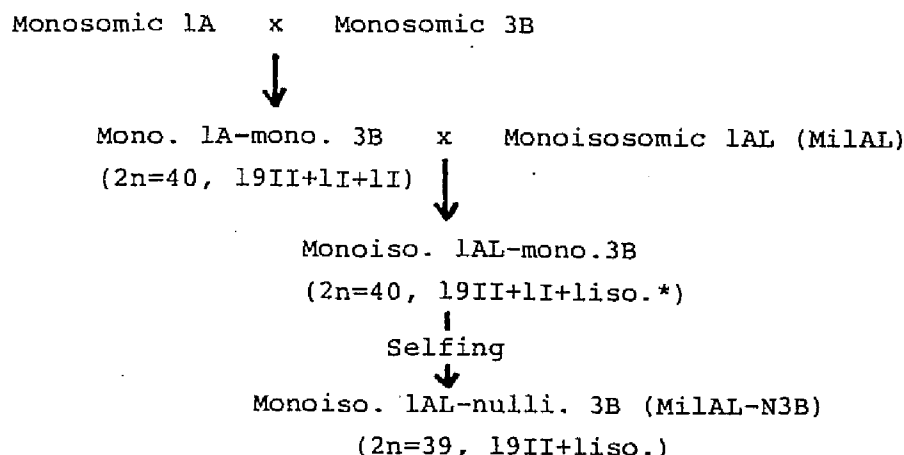 Monosomic 1A x Monosomic 3B
Mono. 1A-mono. 3B x Monoisosomic 1AL (Mi1AL)
(2n=40, 19II+1I+1I)
Monoiso. 1AL-mono.3B
(2n=40, 19II+1I+1iso.*)
Selfing
Monoiso. 1AL-nulli. 3B (Mi1AL-N3B)
(2n=39, 19II+1iso.)